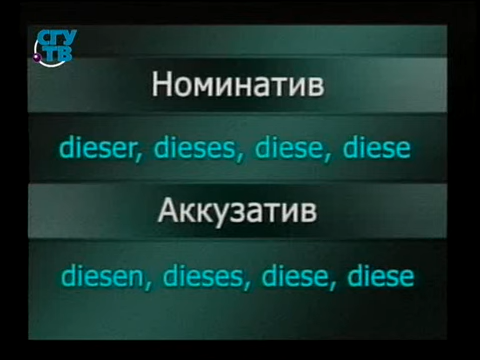 СГУ
ТВ
Номинатив
dieser, dieses, diese, diese
Аккузатив
diesen, dieses, diese, diese